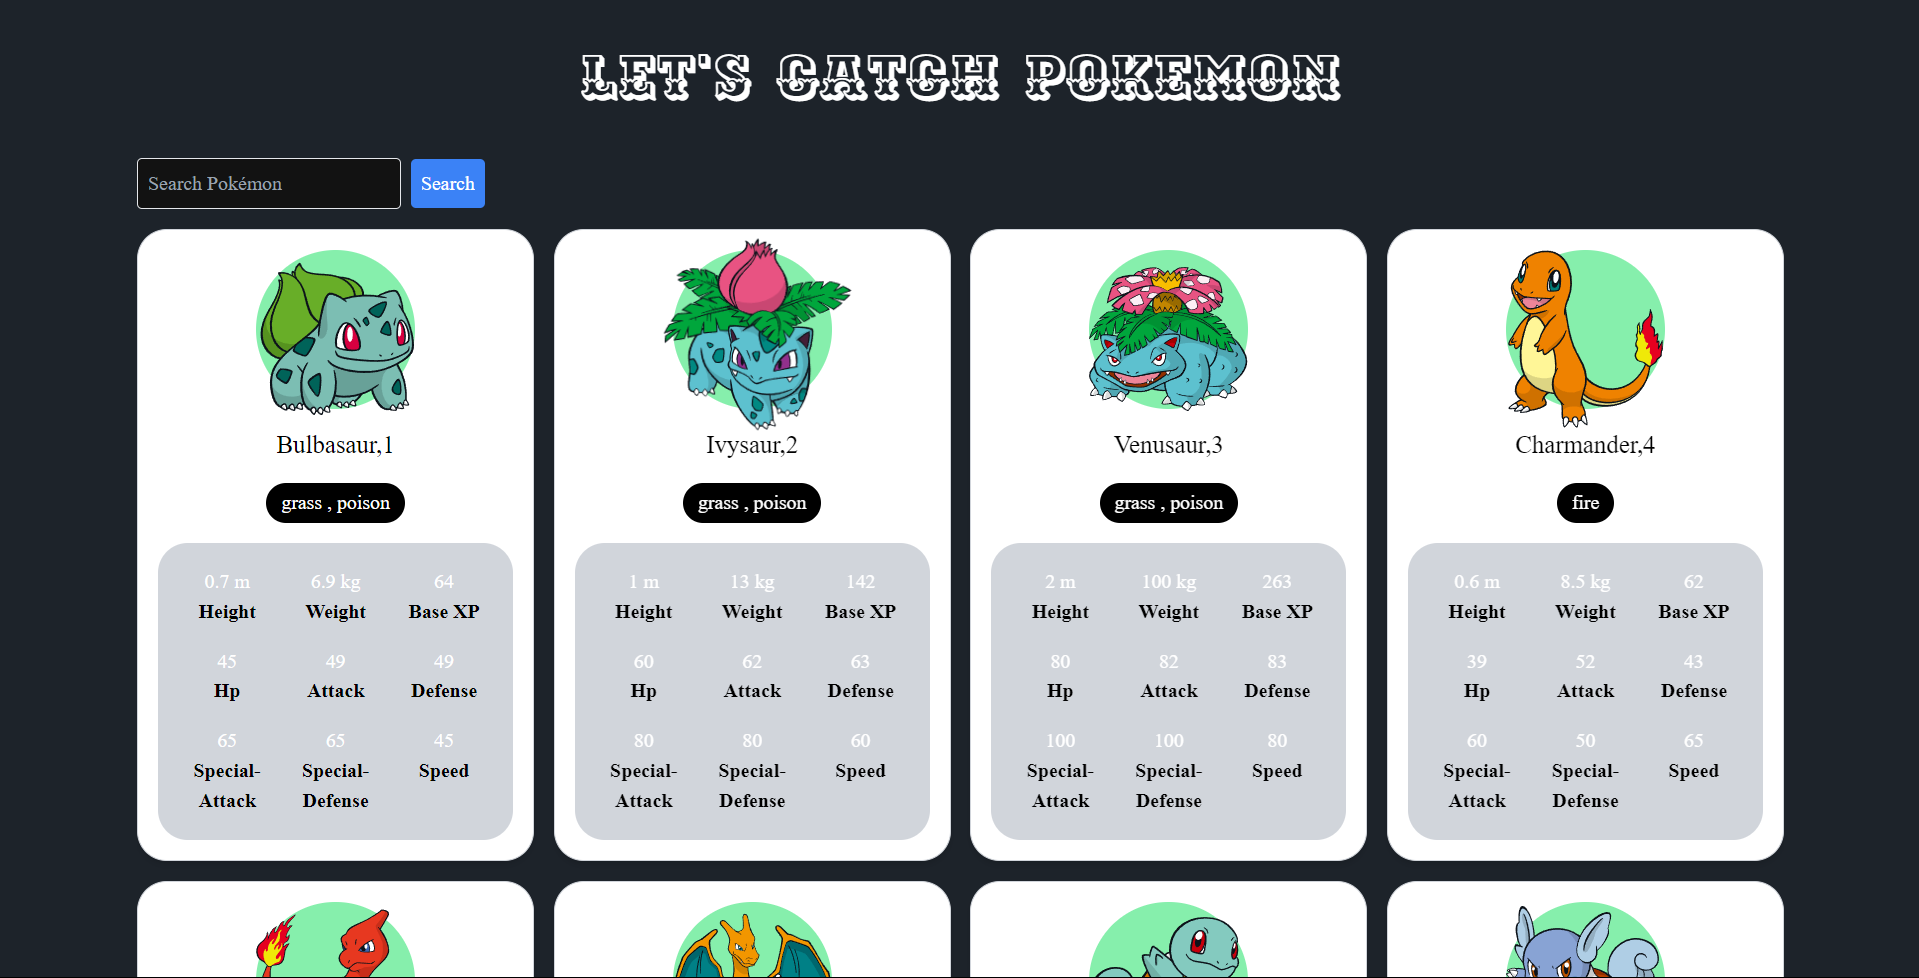 LET'S CATCH POKEMON
Search Pokémon Search
Bulbasaur,1
grass , poison
0.7 m 6.9 kg 64
Height Weight Base XP
45 49 49
Hp Attack Defense
65 65 45
Special- Special- Speed
Attack Defense
Ivysaur,2
grass , poison
1 m 13 kg 142
Height Weight Base XP
60 62 63
Hp Attack Defense
80 80 60
Special- Special- Speed
Attack Defense
Venusaur,3
grass , poison
2 m 100 kg 263
Height Weight Base XP
80 82 83
Hp Attack Defense
100 100 80
Special- Special- Speed
Attack Defense
Charmander,4
fire
0.6 m 8.5 kg 62
Height Weight Base XP
39 52 43
Hp Attack Defense
60 50 65
Special- Special- Speed
Attack Defense